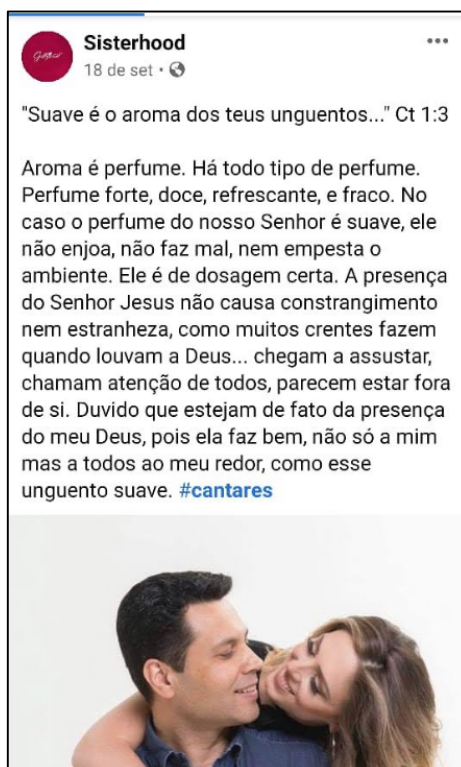 Sisterhood
18 de set
"Suave é o aroma dos teus unguentos..." Ct 1:3
Aroma é perfume. Há todo tipo de perfume.
Perfume forte, doce, refrescante, e fraco. No
caso o perfume do nosso Senhor é suave, ele
não enjoa, não faz mal, nem empesta o
ambiente. Ele é de dosagem certa. A presença
do Senhor Jesus não causa constrangimento
nem estranheza, como muitos crentes fazem
quando louvam a Deus... chegam a assustar,
chamam atenção de todos, parecem estar fora
de si. Duvido que estejam de fato da presença
do meu Deus, pois ela faz bem, não só a mim
mas a todos ao meu redor, como esse
unguento suave. #cantares